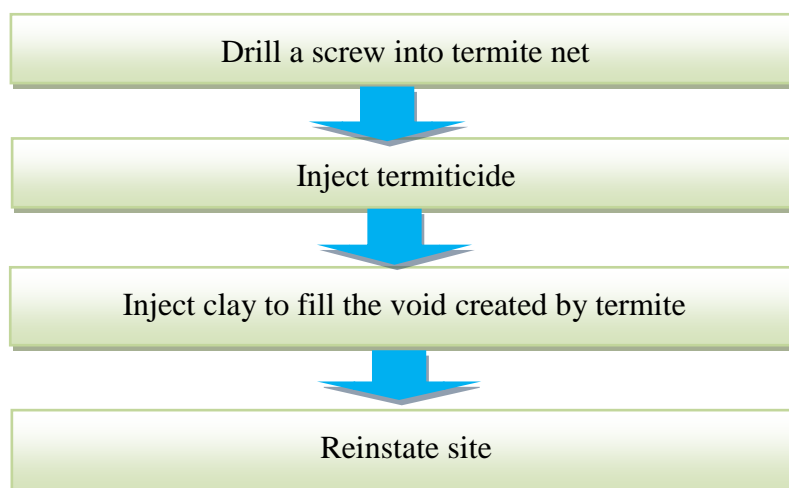 Drill a screw into termite net
Inject termiticide
Inject clay to fill the void created by termite
Reinstate site